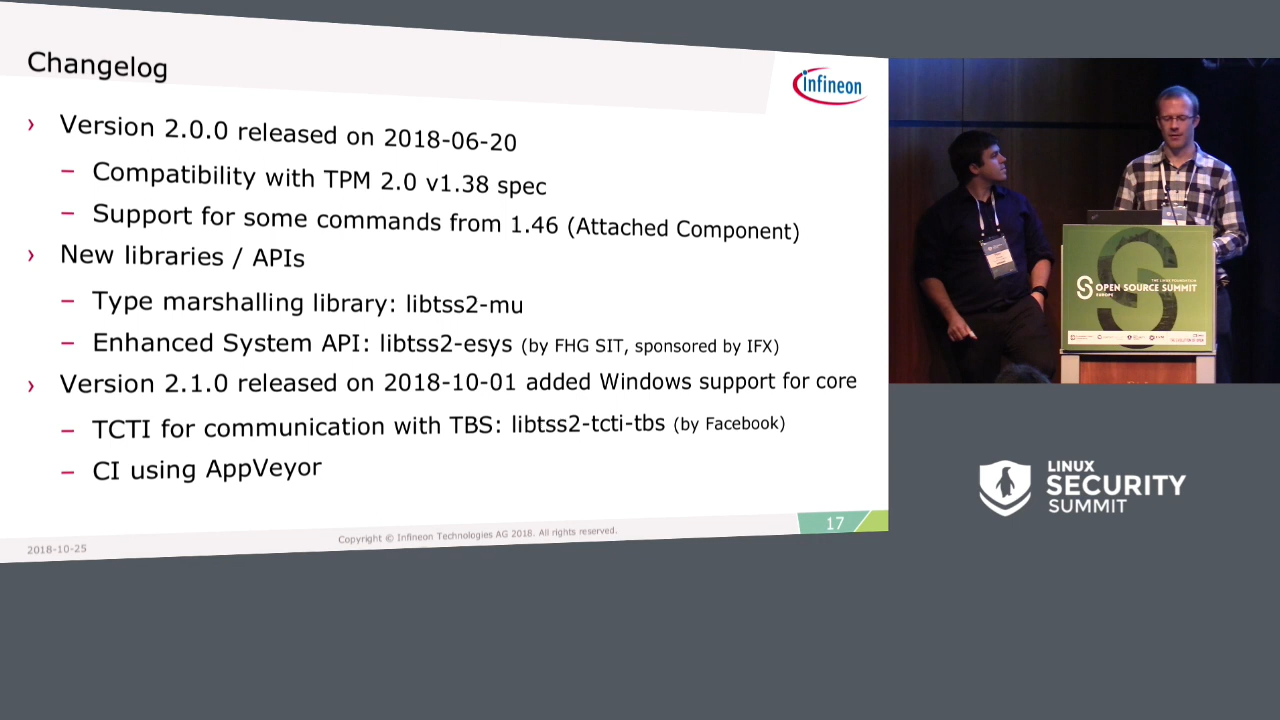 Changelog
infineon
› Version 2.0.0 released on 2018-06-20
– Compatibility with TPM 2.0 v1.38 spec
– Support for some commands from 1.46 (Attached Component)
› New libraries / APIs
– Type marshalling library: libtss2-mu
– Enhanced System API: libtss2-esys (by FHG SIT, sponsored by IFX)
› Version 2.1.0 released on 2018-10-01 added Windows support for core
– TCTI for communication with TBS: libtss2-tcti-tbs (by Facebook)
– CI using AppVeyor
2018-10-25
Copyright © Infineon Technologies AG 2018. All rights reserved.
17
THE LINUX FOUNDATION
OPEN SOURCE SUMMIT
EUROPE
LINUX
SECURITY
SUMMIT